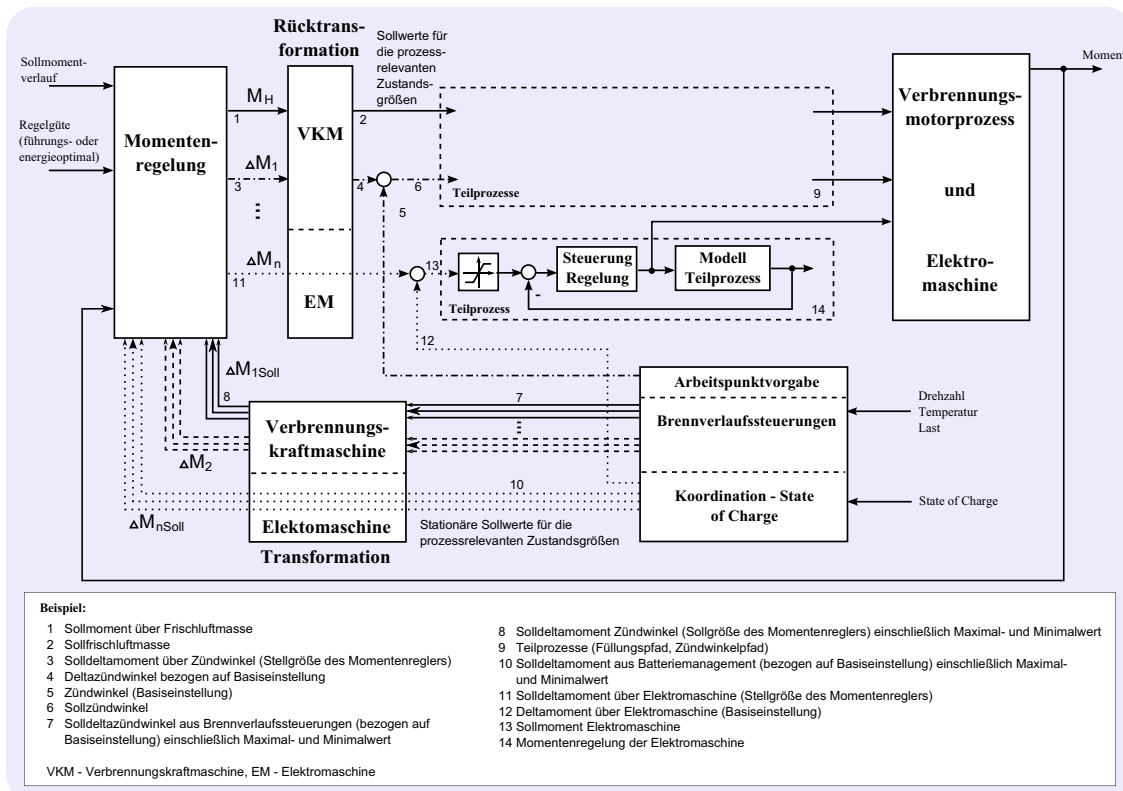 Rücktrans-
formation
Sollwerte für
die prozess-
relevanten
Zustands-
größen
Sollmoment-
verlauf
Regelgüte
(führungs- oder
energieoptimal)
Momenten-
regelung
M_H
1
VKM
2
ΔM_1
3
4
5
6
Teilprozesse
9
ΔM_n
11
EM
13
Teilprozess
-
Steuerung
Regelung
Modell
Teilprozess
14
12
Verbrennungs-
motorprozess
und
Elektro-
maschine
Moment
ΔM_1Soll
8
Verbrennungs-
kraftmaschine
7
Arbeitspunktvorgabe
Brennverlaufssteuerungen
Drehzahl
Temperatur
Last
ΔM_2
10
Koordination - State
of Charge
State of Charge
ΔM_nSoll
Elektomaschine
Transformation
Stationäre Sollwerte für die
prozessrelevanten Zustandsgrößen
Beispiel:
1 Sollmoment über Frischluftmasse
2 Sollfrischluftmasse
3 Solldeltamoment über Zündwinkel (Stellgröße des Momentenreglers)
4 Deltazündwinkel bezogen auf Basiseinstellung
5 Zündwinkel (Basiseinstellung)
6 Sollzündwinkel
7 Solldeltazündwinkel aus Brennverlaufssteuerungen (bezogen auf
Basiseinstellung) einschließlich Maximal- und Minimalwert
8 Solldeltamoment Zündwinkel (Sollgröße des Momentenreglers) einschließlich Maximal- und Minimalwert
9 Teilprozesse (Füllungspfad, Zündwinkelpfad)
10 Solldeltamoment aus Batteriemanagement (bezogen auf Basiseinstellung) einschließlich Maximal-
und Minimalwert
11 Solldeltamoment über Elektromaschine (Stellgröße des Momentenreglers)
12 Deltamoment über Elektromaschine (Basiseinstellung)
13 Sollmoment Elektromaschine
14 Momentenregelung der Elektromaschine
VKM - Verbrennungskraftmaschine, EM - Elektromaschine